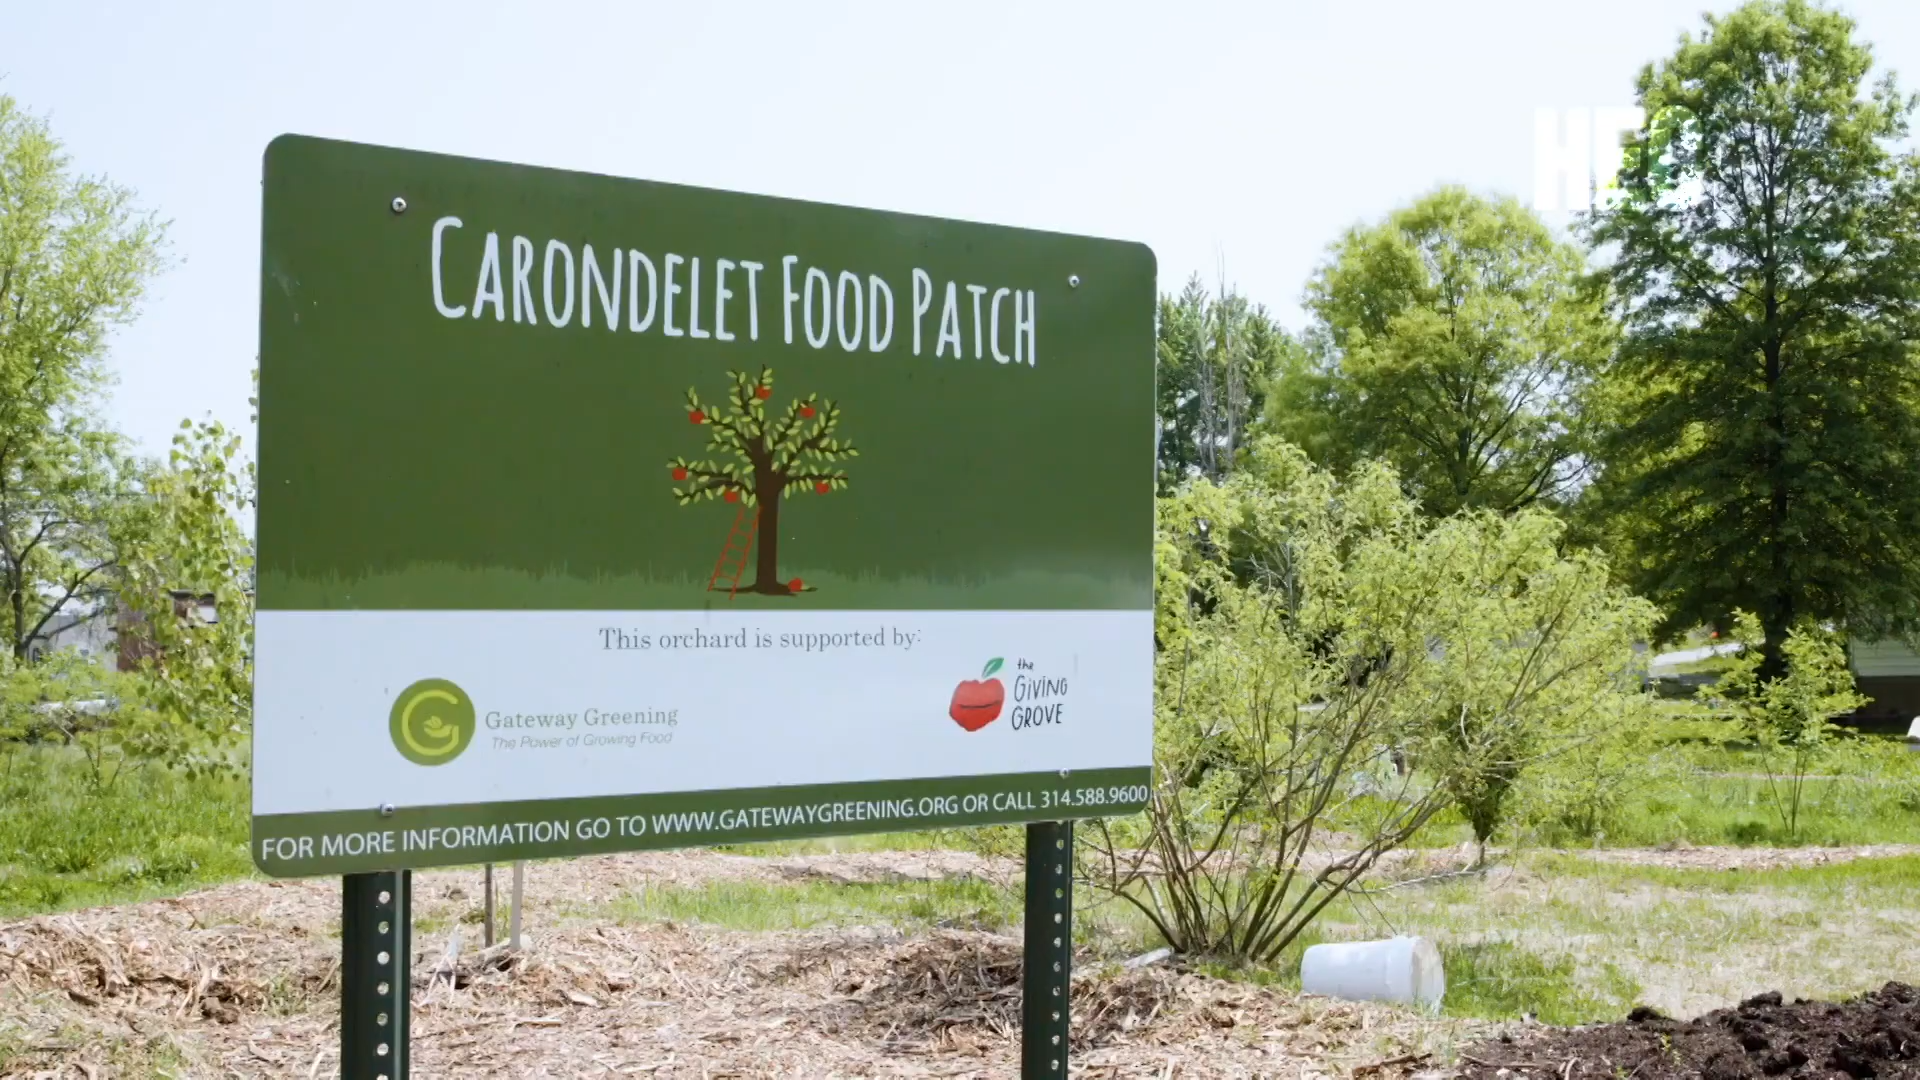 CARONDELET FOOD PATCH
This orchard is supported by:
Gateway Greening
The Power of Growing Food
the
GIVING
GROVE
FOR MORE INFORMATION GO TO WWW.GATEWAYGREENING.ORG OR CALL 314.588.9600